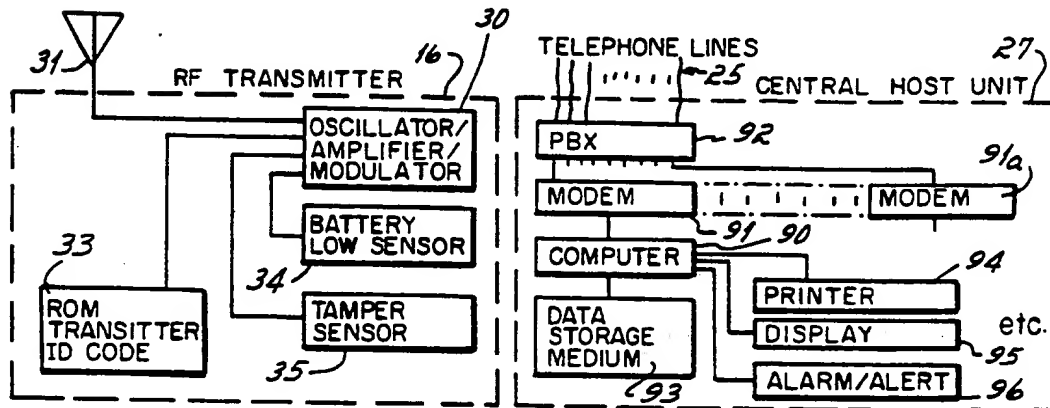 31
RF TRANSMITTER
16
30
OSCILLATOR/
AMPLIFIER/
MODULATOR
BATTERY
LOW SENSOR
34
33
ROM
TRANSITTER
ID CODE
TAMPER
SENSOR
35
TELEPHONE LINES
25
CENTRAL HOST UNIT
27
PBX
92
MODEM
91
MODEM
91a
COMPUTER
90
DATA
STORAGE
MEDIUM
93
PRINTER
94
DISPLAY
95
etc.
ALARM/ALERT
96